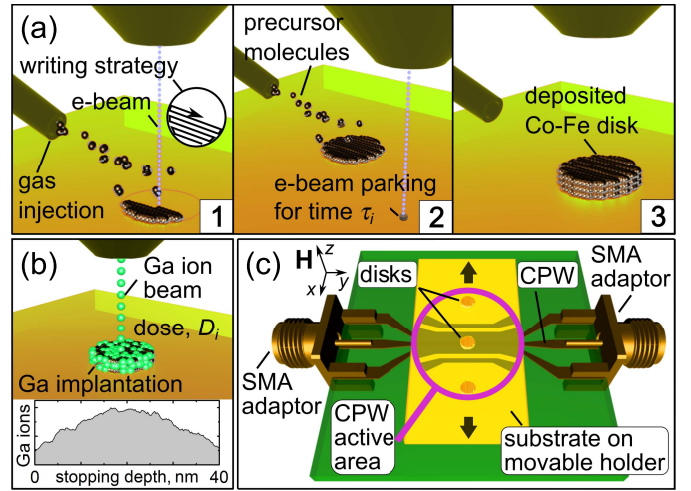 (a)
writing strategy
e-beam
gas
injection
1
precursor
molecules
e-beam parking
for time τi
2
deposited
Co-Fe disk
3
(b)
Ga ion
beam
dose, Di
Ga implantation
Ga ions
0 stopping depth, nm 40
(c)
H z
y
x
disks
CPW
SMA
adaptor
SMA
adaptor
CPW
active
area
substrate on
movable holder